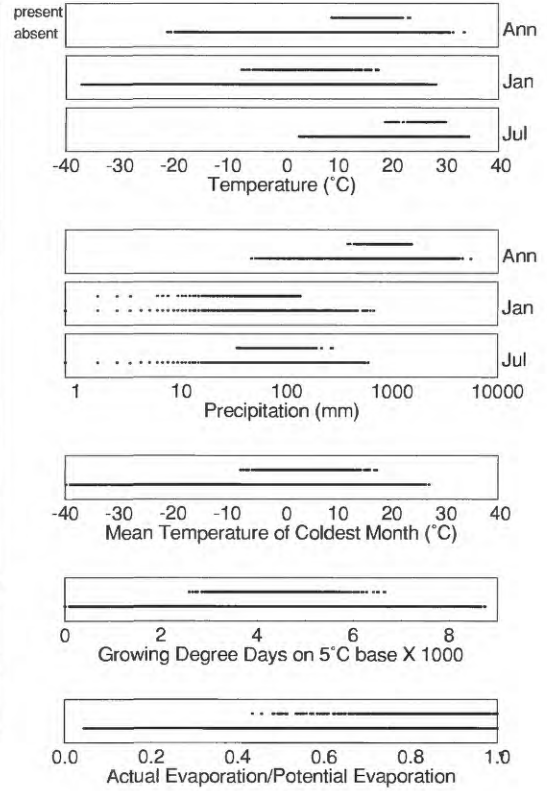 present
absent
Ann
Jan
Jul
-40 -30 -20 -10 0 10 20 30 40
Temperature (˚C)
Ann
Jan
Jul
1 10 100 1000 10000
Precipitation (mm)
-40 -30 -20 -10 0 10 20 30 40
Mean Temperature of Coldest Month (˚C)
0 2 4 6 8
Growing Degree Days on 5˚C base X 1000
0.0 0.2 0.4 0.6 0.8 1.0
Actual Evaporation/Potential Evaporation